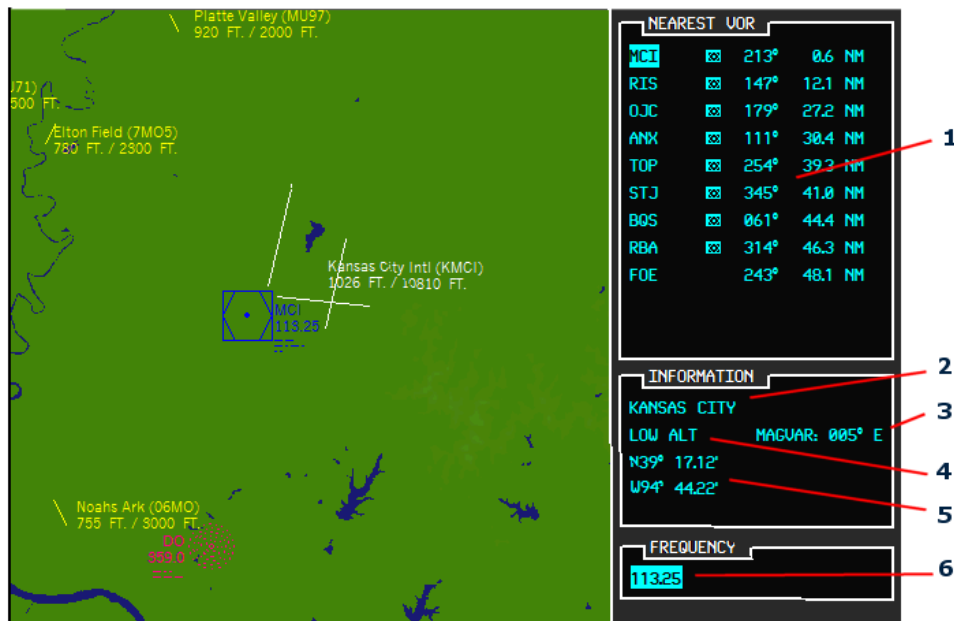 Platte Valley (MU97)
920 FT. / 2000 FT.
J71)
500 FT.
Elton Field (7MO5)
780 FT. / 2300 FT.
Kansas City Intl (KMCI)
1026 FT. / 10810 FT.
MCI
113.25
Noahs Ark (06MO)
755 FT. / 3000 FT.
DO
359.0
NEAREST VOR
MCI 213° 0.6 NM
RIS 147° 12.1 NM
OJC 179° 27.2 NM
ANX 111° 30.4 NM
TOP 254° 39.3 NM
STJ 345° 41.0 NM
BQS 061° 44.4 NM
RBA 314° 46.3 NM
FOE 243° 48.1 NM
INFORMATION
KANSAS CITY
LOW ALT MAGVAR: 005° E
N39° 17.12'
W94° 44.22'
FREQUENCY
113.25
1
2
3
4
5
6